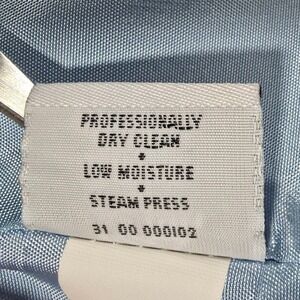 PROFESSIONALLY
DRY CLEAN
•
LOW MOISTURE
•
STEAM PRESS
31 00 000102